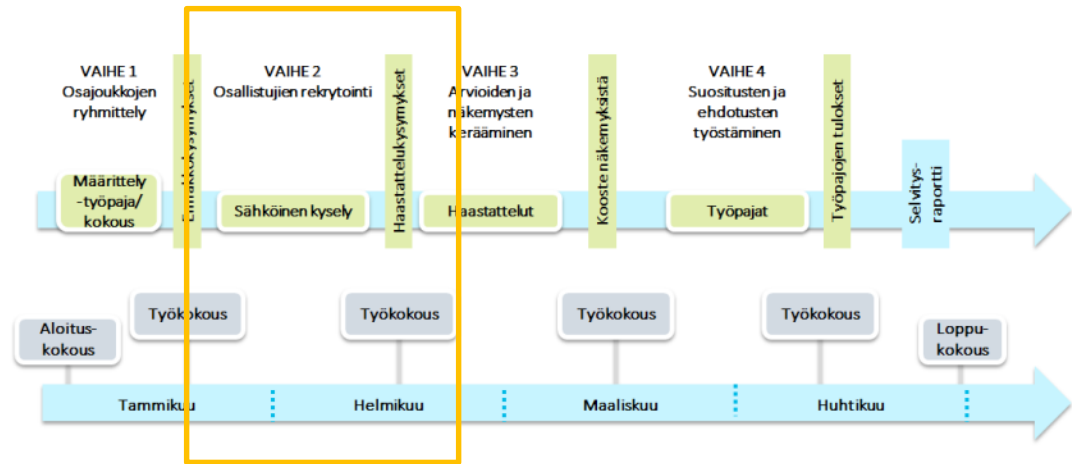 VAIHE 1
Osajoukkojen
ryhmittely
Määrittely
-työpaja/
kokous
VAIHE 2
Osallistujien rekrytointi
Sähköinen kysely
Haastattelukysymykset
VAIHE 3
Arvioiden ja
näkemysten
kerääminen
Haastattelut
Kooste näkemyksistä
VAIHE 4
Suositusten ja
ehdotusten
työstäminen
Työpajat
Työpajojen tulokset
Selvitys-
raportti
Aloitus-
kokous
Työkokous
Työkokous
Työkokous
Työkokous
Loppu-
kokous
Tammikuu
Helmikuu
Maaliskuu
Huhtikuu